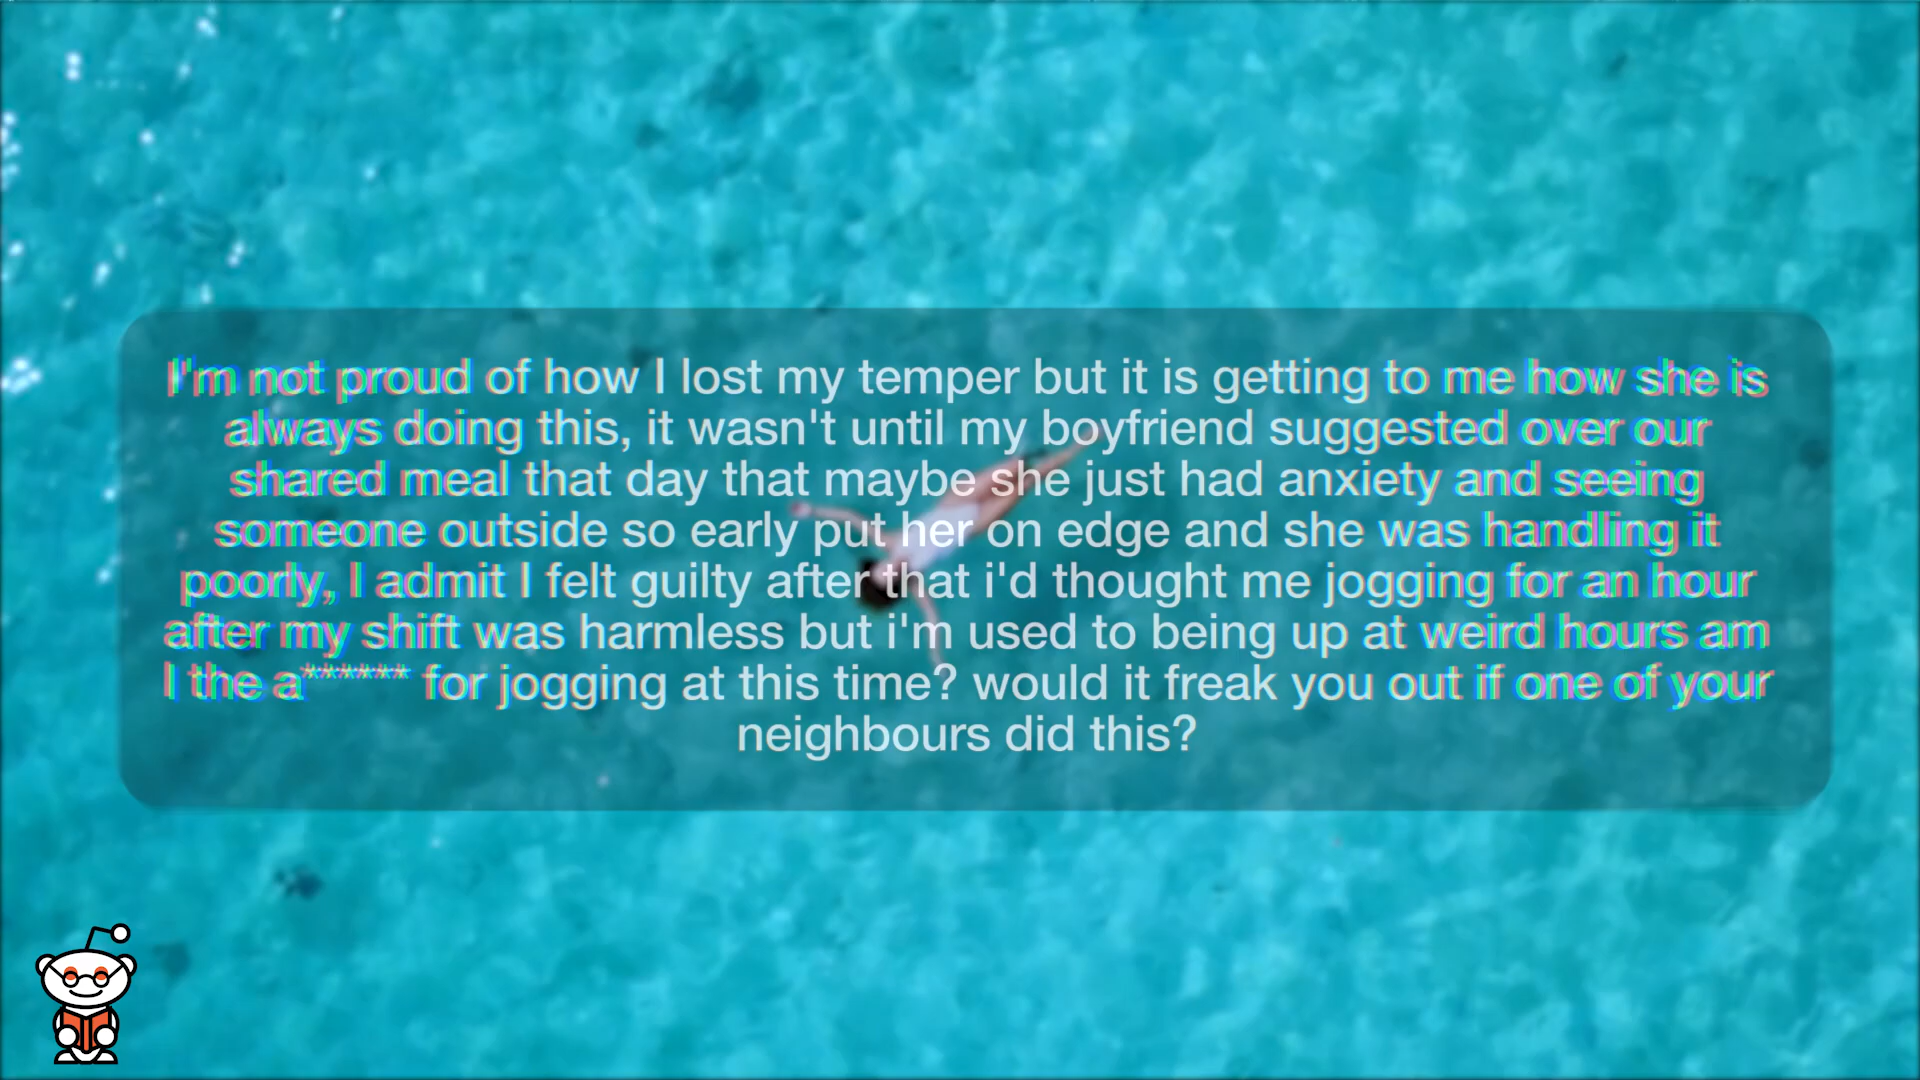 I'm not proud of how I lost my temper but it is getting to me how she is
always doing this, it wasn't until my boyfriend suggested over our
shared meal that day that maybe she just had anxiety and seeing
someone outside so early put her on edge and she was handling it
poorly, I admit I felt guilty after that i'd thought me jogging for an hour
after my shift was harmless but i'm used to being up at weird hours am
I the a****** for jogging at this time? would it freak you out if one of your
neighbours did this?